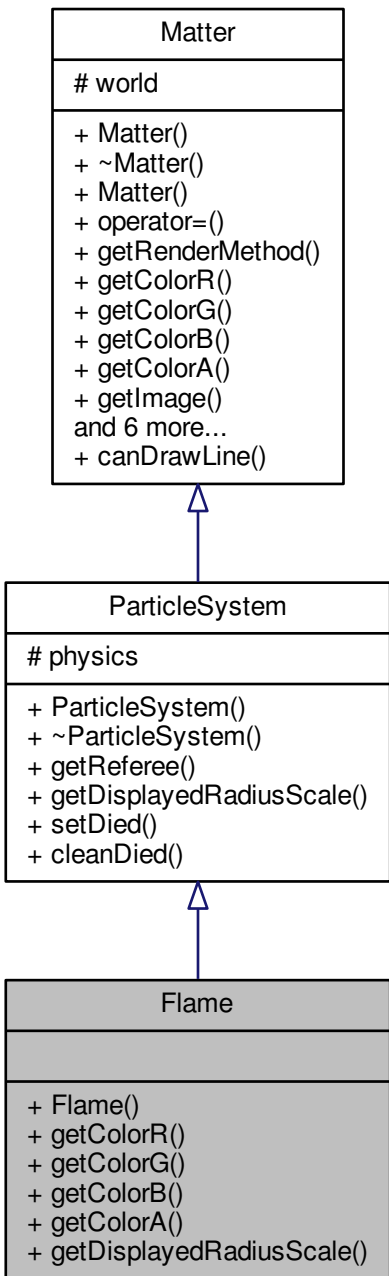 Matter
# world
+ Matter()
+ ~Matter()
+ Matter()
+ operator=()
+ getRenderMethod()
+ getColorR()
+ getColorG()
+ getColorB()
+ getColorA()
+ getImage()
and 6 more...
+ canDrawLine()
ParticleSystem
# physics
+ ParticleSystem()
+ ~ParticleSystem()
+ getReferee()
+ getDisplayedRadiusScale()
+ setDied()
+ cleanDied()
Flame
+ Flame()
+ getColorR()
+ getColorG()
+ getColorB()
+ getColorA()
+ getDisplayedRadiusScale()